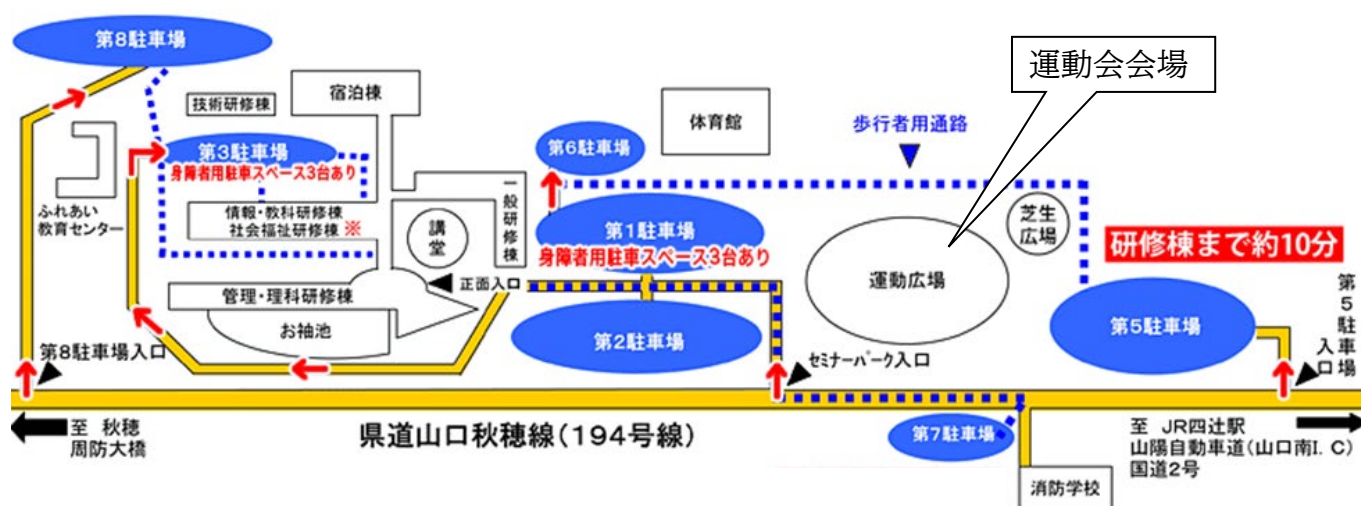 第8駐車場
運動会会場
技術研修棟
宿泊棟
体育館
歩行者用通路
第6駐車場
第3駐車場
身障者用駐車スペース3台あり
一般研修棟
ふれあい
教育センター
情報・教科研修棟
社会福祉研修棟 ※
講堂
第1駐車場
身障者用駐車スペース3台あり
芝生
広場
研修棟まで約10分
正面入口
管理・理科研修棟
運動広場
お袖池
第2駐車場
第5駐車場
第5駐車場
入口
第8駐車場入口
セミナーパーク入口
至 秋穂
周防大橋
県道山口秋穂線(194号線)
第7駐車場
至 JR四辻駅
山陽自動車道(山口南I.C)
国道2号
消防学校